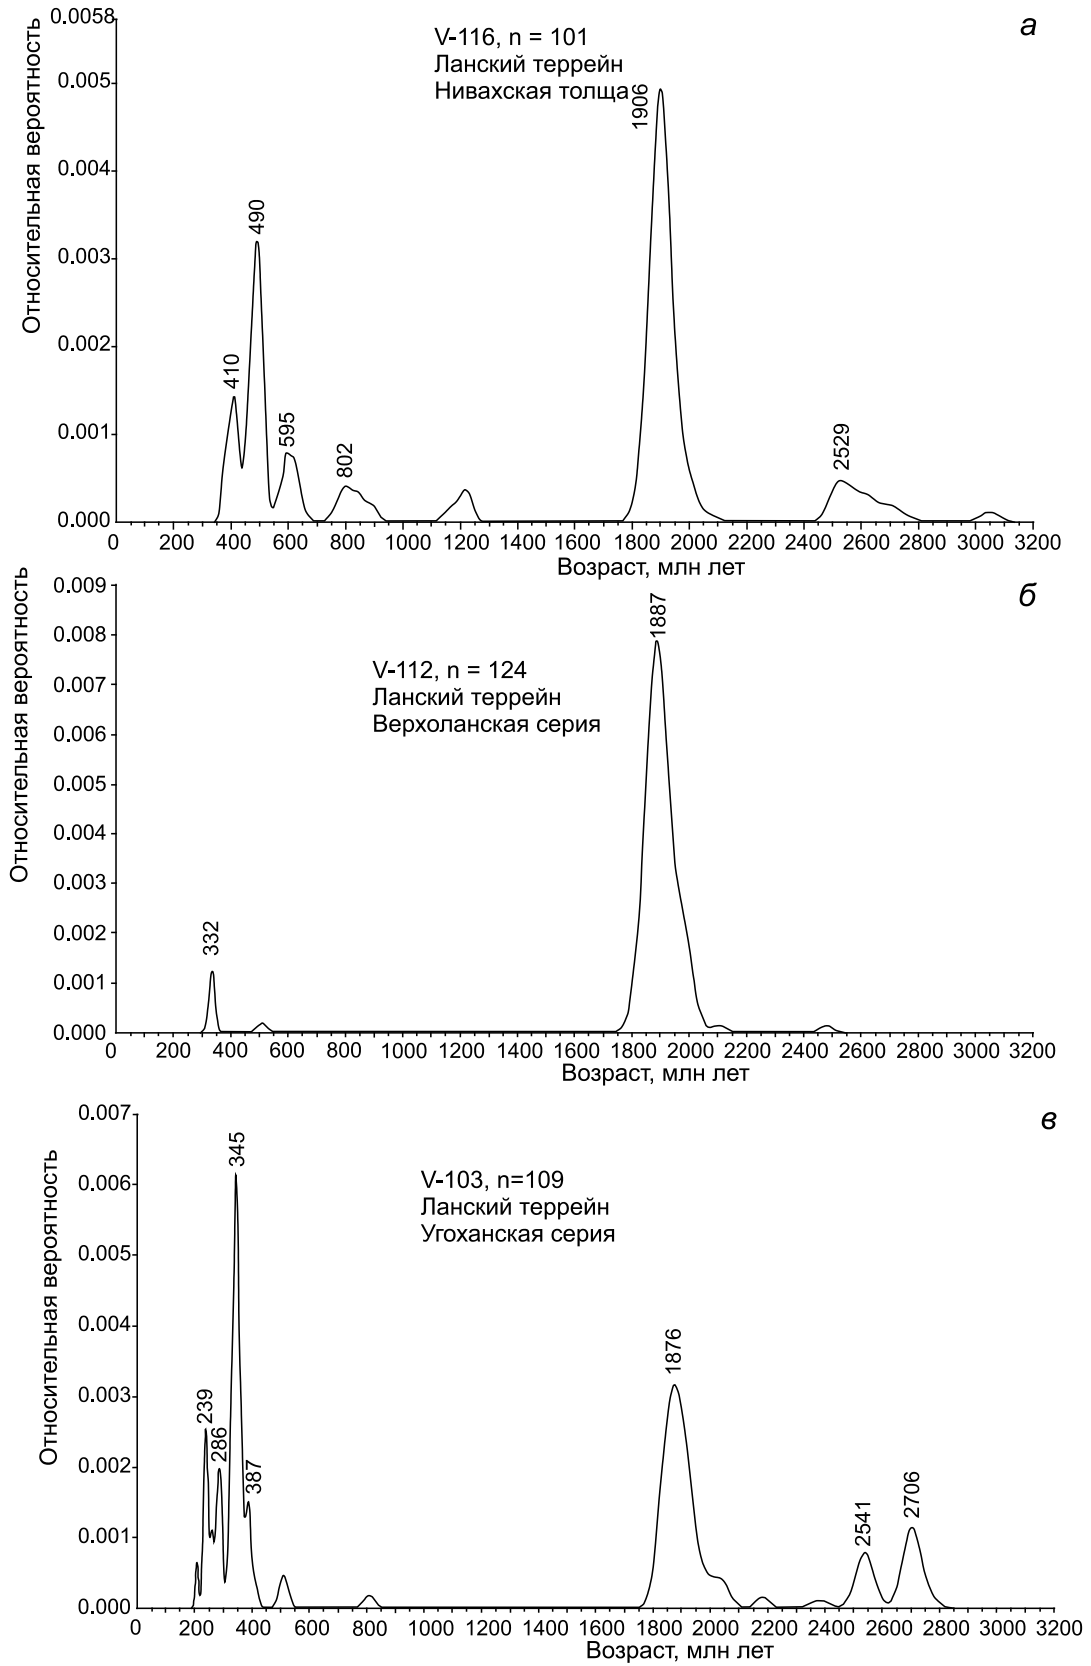 а
V-116, n = 101
Ланский террейн
Нивахская толща
Относительная вероятность
0.0058
0.005
0.004
0.003
0.002
0.001
0.000
410
490
595
802
1906
2529
0 200 400 600 800 1000 1200 1400 1600 1800 2000 2200 2400 2600 2800 3000 3200
Возраст, млн лет
б
V-112, n = 124
Ланский террейн
Верхоланская серия
Относительная вероятность
0.009
0.008
0.007
0.006
0.005
0.004
0.003
0.002
0.001
0.000
332
1887
0 200 400 600 800 1000 1200 1400 1600 1800 2000 2200 2400 2600 2800 3000 3200
Возраст, млн лет
в
V-103, n=109
Ланский террейн
Угоханская серия
Относительная вероятность
0.007
0.006
0.005
0.004
0.003
0.002
0.001
0.000
239
286
345
387
1876
2541
2706
0 200 400 600 800 1000 1200 1400 1600 1800 2000 2200 2400 2600 2800 3000 3200
Возраст, млн лет